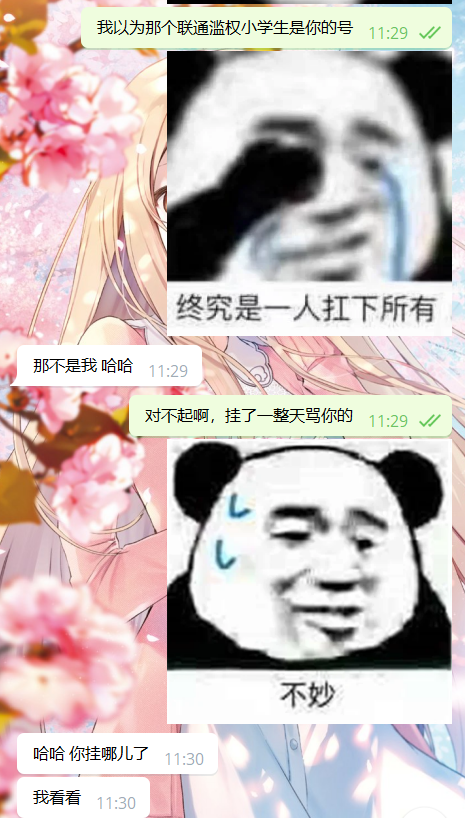 我以为那个联通滥权小学生是你的号 11:29
终究是一人扛下所有
那不是我 哈哈 11:29
对不起啊，挂了一整天骂你的 11:29
不妙
哈哈 你挂哪儿了 11:30
我看看 11:30